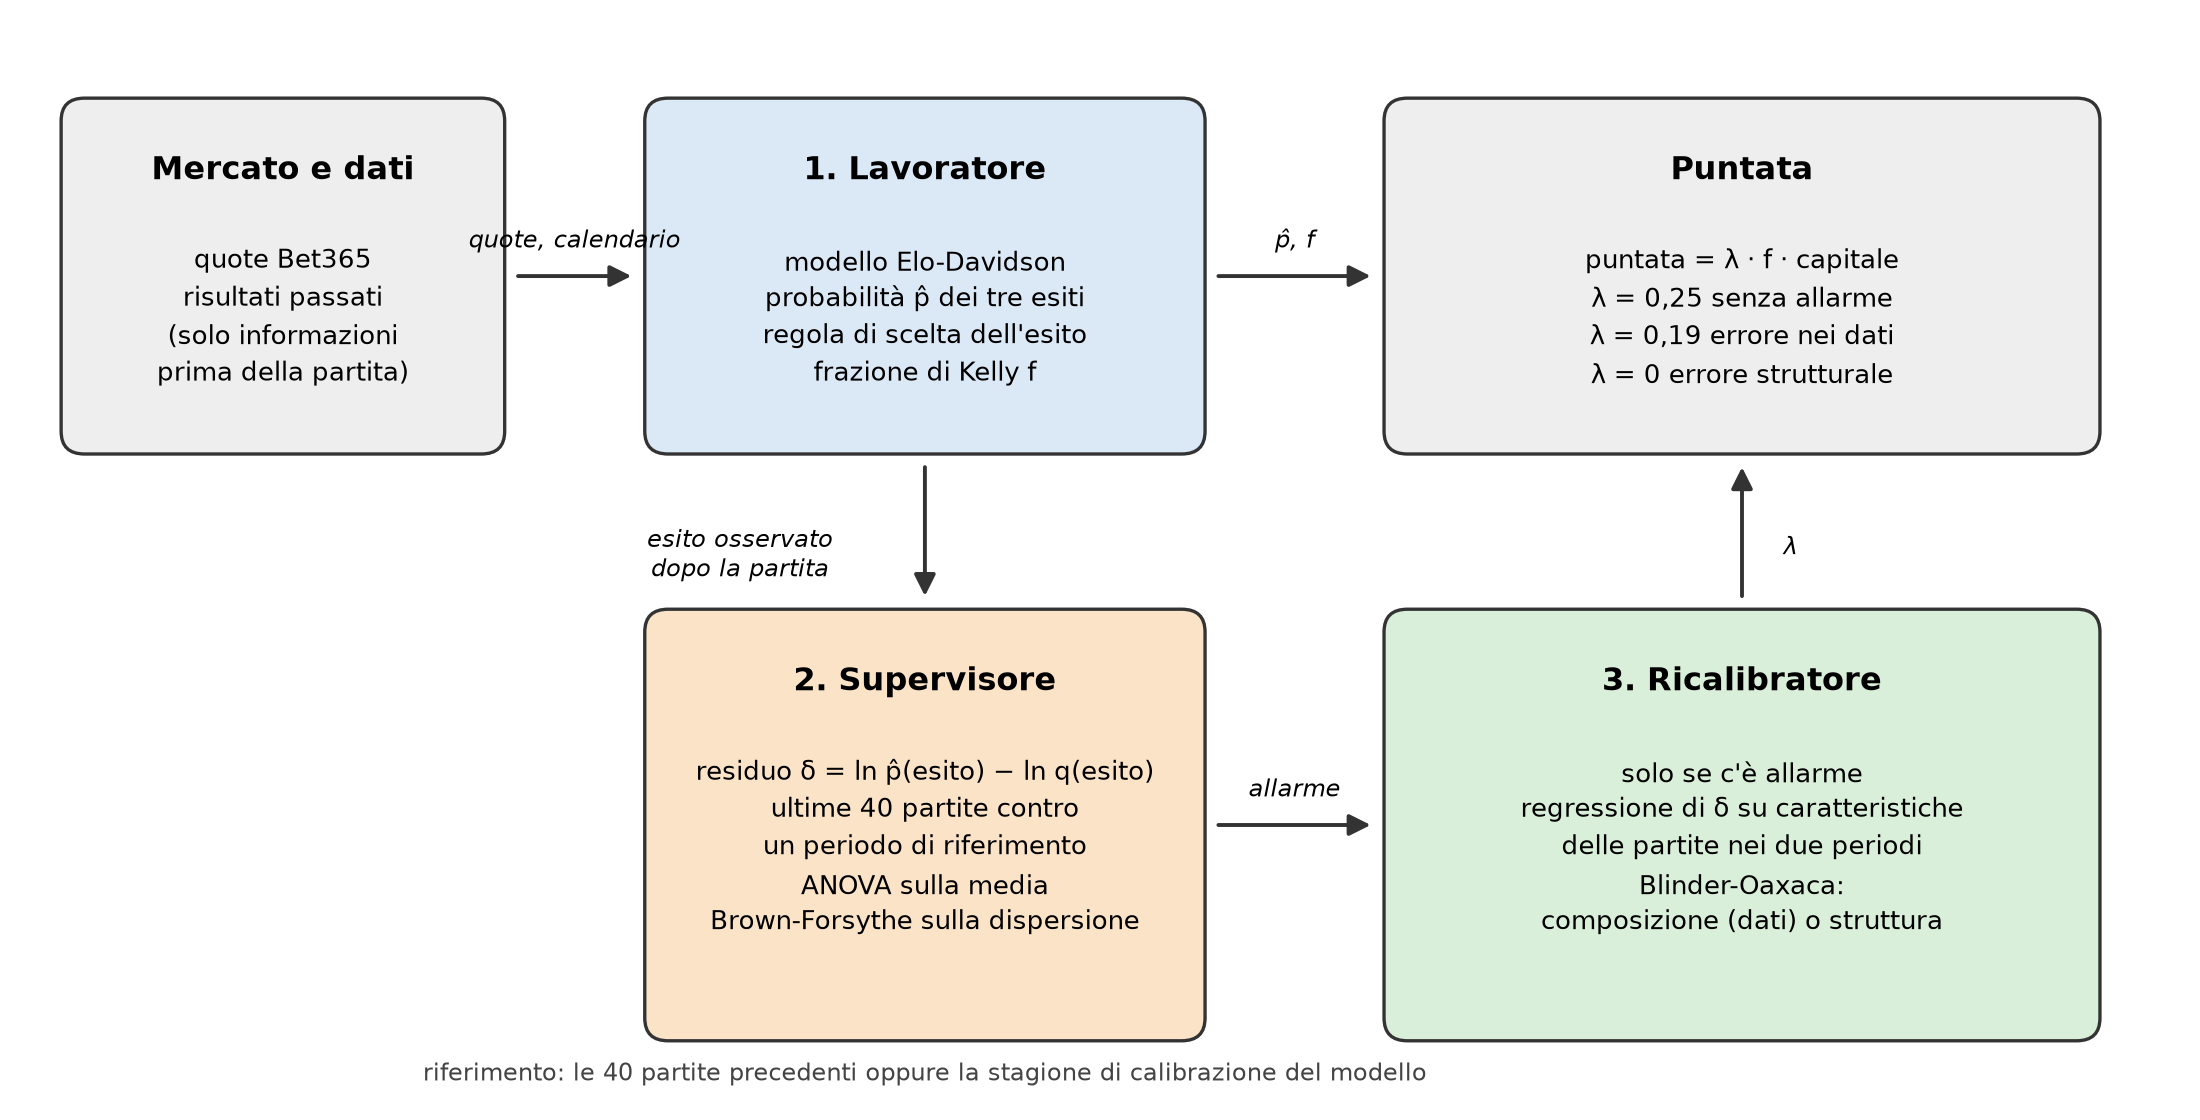 Mercato e dati
quote Bet365
risultati passati
(solo informazioni
prima della partita)
quote, calendario
1. Lavoratore
modello Elo-Davidson
probabilità p̂ dei tre esiti
regola di scelta dell'esito
frazione di Kelly f
p̂, f
Puntata
puntata = λ · f · capitale
λ = 0,25 senza allarme
λ = 0,19 errore nei dati
λ = 0 errore strutturale
esito osservato
dopo la partita
λ
2. Supervisore
residuo δ = ln p̂(esito) − ln q(esito)
ultime 40 partite contro
un periodo di riferimento
ANOVA sulla media
Brown-Forsythe sulla dispersione
allarme
3. Ricalibratore
solo se c'è allarme
regressione di δ su caratteristiche
delle partite nei due periodi
Blinder-Oaxaca:
composizione (dati) o struttura
riferimento: le 40 partite precedenti oppure la stagione di calibrazione del modello